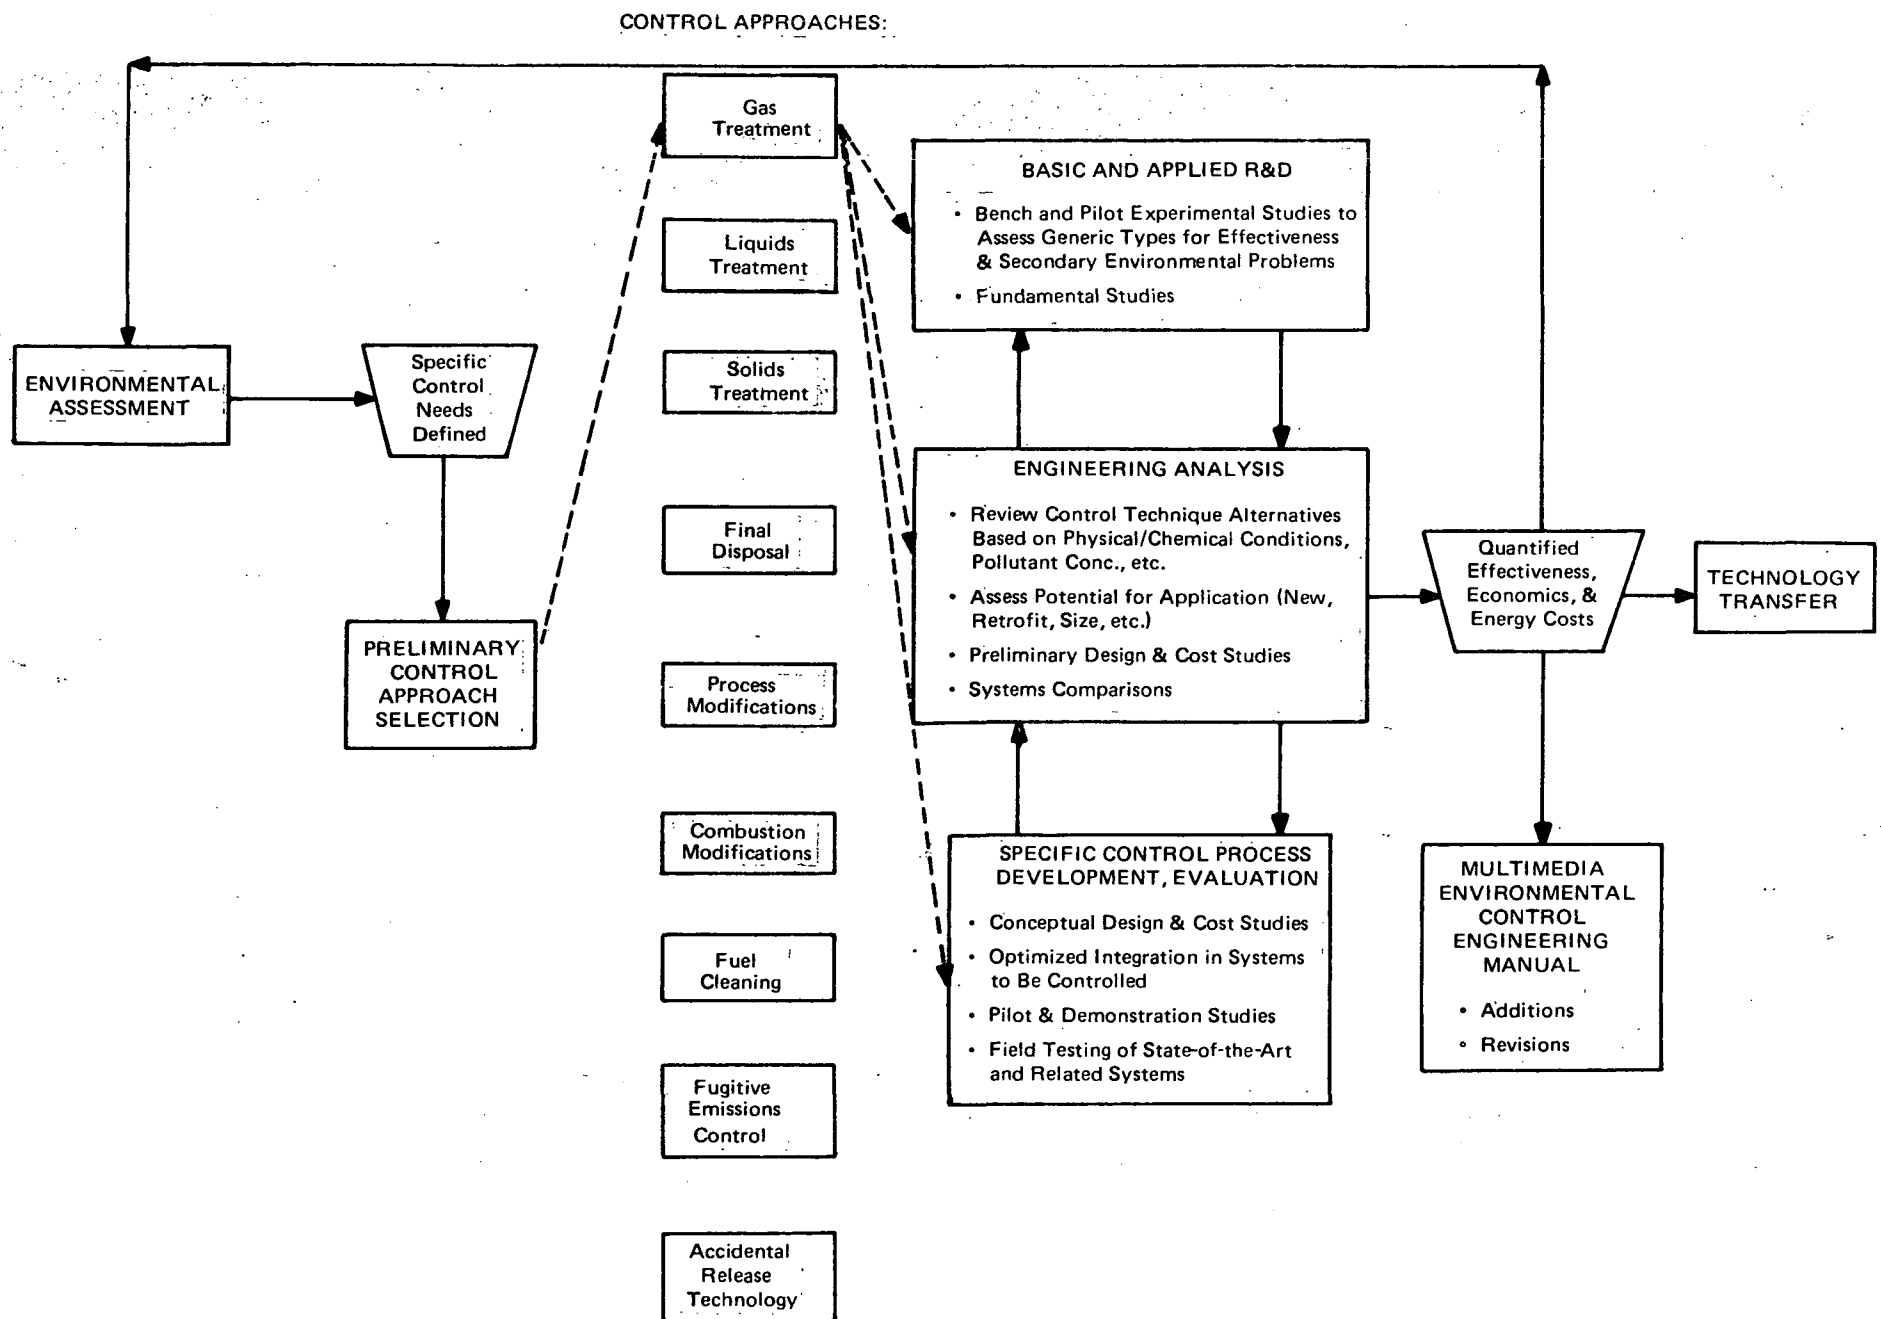 CONTROL APPROACHES:
Gas
Treatment
Liquids
Treatment
Solids
Treatment
Final
Disposal
Process
Modifications
Combustion
Modifications
Fuel
Cleaning
Fugitive
Emissions
Control
Accidental
Release
Technology
ENVIRONMENTAL
ASSESSMENT
Specific
Control
Needs
Defined
PRELIMINARY
CONTROL
APPROACH
SELECTION
BASIC AND APPLIED R&D
• Bench and Pilot Experimental Studies to
Assess Generic Types for Effectiveness
& Secondary Environmental Problems
• Fundamental Studies
ENGINEERING ANALYSIS
• Review Control Technique Alternatives
Based on Physical/Chemical Conditions,
Pollutant Conc., etc.
• Assess Potential for Application (New,
Retrofit, Size, etc.)
• Preliminary Design & Cost Studies
• Systems Comparisons
SPECIFIC CONTROL PROCESS
DEVELOPMENT, EVALUATION
• Conceptual Design & Cost Studies
• Optimized Integration in Systems
to Be Controlled
• Pilot & Demonstration Studies
• Field Testing of State-of-the-Art
and Related Systems
Quantified
Effectiveness,
Economics, &
Energy Costs
TECHNOLOGY
TRANSFER
MULTIMEDIA
ENVIRONMENTAL
CONTROL
ENGINEERING
MANUAL
• Additions
• Revisions